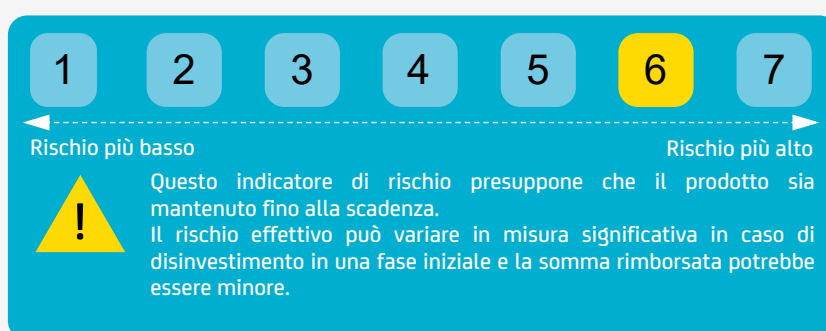 1 2 3 4 5 6 7
Rischio più basso Rischio più alto
Questo indicatore di rischio presuppone che il prodotto sia
mantenuto fino alla scadenza.
Il rischio effettivo può variare in misura significativa in caso di
disinvestimento in una fase iniziale e la somma rimborsata potrebbe
essere minore.
!